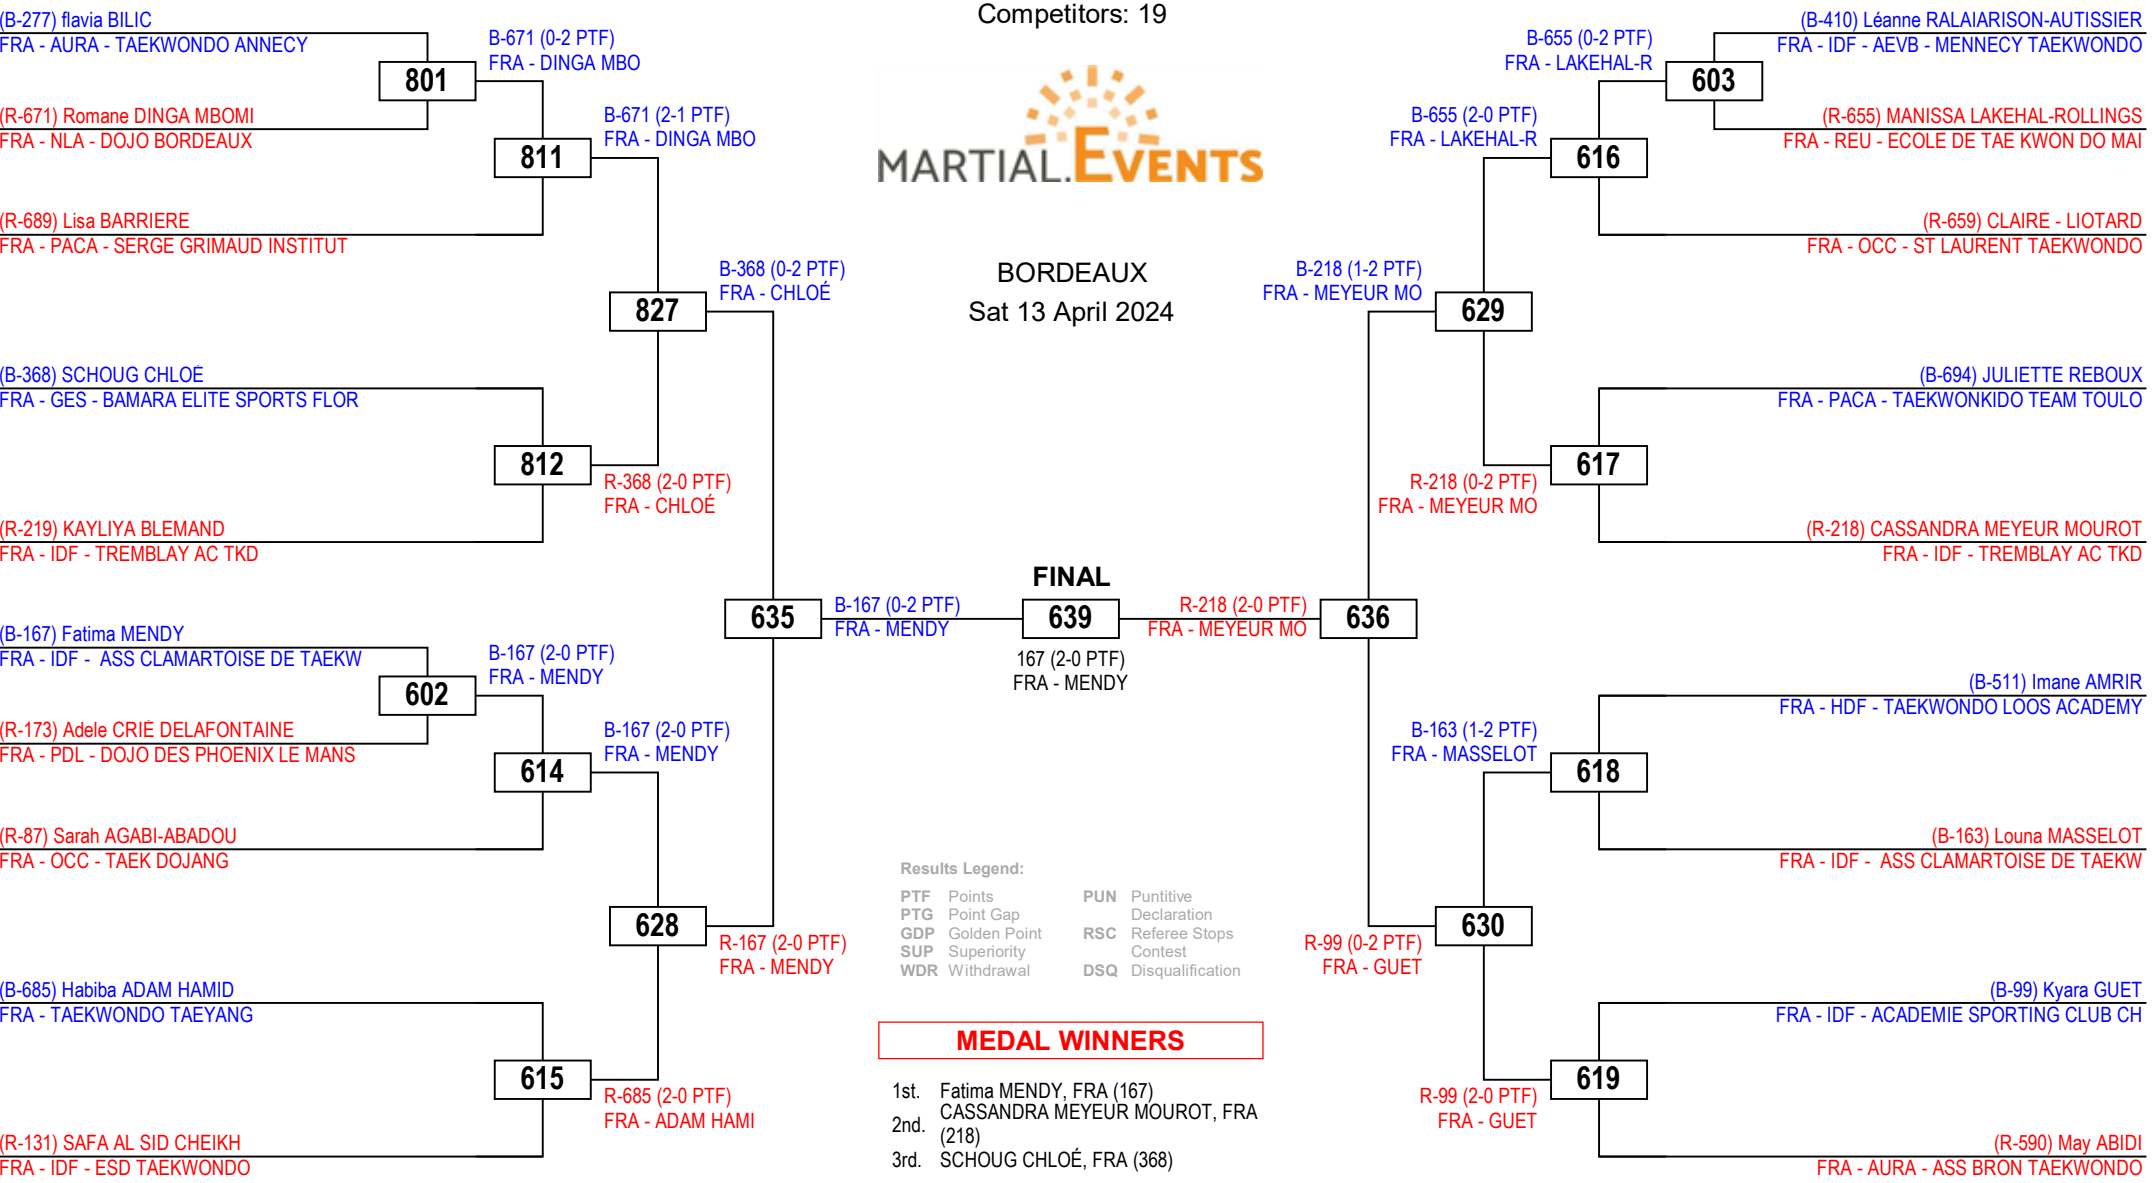 Competitors: 19
MARTIAL.EVENTS
BORDEAUX
Sat 13 April 2024
(B-277) flavia BILIC
FRA - AURA - TAEKWONDO ANNECY
801
(R-671) Romane DINGA MBOMI
FRA - NLA - DOJO BORDEAUX
B-671 (0-2 PTF)
FRA - DINGA MBO
811
(R-689) Lisa BARRIERE
FRA - PACA - SERGE GRIMAUD INSTITUT
B-671 (2-1 PTF)
FRA - DINGA MBO
827
(B-368) SCHOUG CHLOÉ
FRA - GES - BAMARA ELITE SPORTS FLOR
812
(R-219) KAYLIYA BLEMAND
FRA - IDF - TREMBLAY AC TKD
R-368 (2-0 PTF)
FRA - CHLOÉ
B-368 (0-2 PTF)
FRA - CHLOÉ
635
(B-167) Fatima MENDY
FRA - IDF -  ASS CLAMARTOISE DE TAEKW
602
(R-173) Adele CRIÉ DELAFONTAINE
FRA - PDL - DOJO DES PHOENIX LE MANS
B-167 (2-0 PTF)
FRA - MENDY
614
(R-87) Sarah AGABI-ABADOU
FRA - OCC - TAEK DOJANG
B-167 (2-0 PTF)
FRA - MENDY
628
(B-685) Habiba ADAM HAMID
FRA - TAEKWONDO TAEYANG
615
(R-131) SAFA AL SID CHEIKH
FRA - IDF - ESD TAEKWONDO
R-685 (2-0 PTF)
FRA - ADAM HAMI
R-167 (2-0 PTF)
FRA - MENDY
B-167 (0-2 PTF)
FRA - MENDY
FINAL
639
167 (2-0 PTF)
FRA - MENDY
R-218 (2-0 PTF)
FRA - MEYEUR MO
636
(B-410) Léanne RALAIARISON-AUTISSIER
FRA - IDF - AEVB - MENNECY TAEKWONDO
603
(R-655) MANISSA LAKEHAL-ROLLINGS
FRA - REU - ECOLE DE TAE KWON DO MAI
B-655 (0-2 PTF)
FRA - LAKEHAL-R
616
(R-659) CLAIRE - LIOTARD
FRA - OCC - ST LAURENT TAEKWONDO
B-655 (2-0 PTF)
FRA - LAKEHAL-R
629
(B-694) JULIETTE REBOUX
FRA - PACA - TAEKWONKIDO TEAM TOULO
617
(R-218) CASSANDRA MEYEUR MOUROT
FRA - IDF - TREMBLAY AC TKD
R-218 (0-2 PTF)
FRA - MEYEUR MO
B-218 (1-2 PTF)
FRA - MEYEUR MO
(B-511) Imane AMRIR
FRA - HDF - TAEKWONDO LOOS ACADEMY
618
(B-163) Louna MASSELOT
FRA - IDF -  ASS CLAMARTOISE DE TAEKW
B-163 (1-2 PTF)
FRA - MASSELOT
630
(B-99) Kyara GUET
FRA - IDF - ACADEMIE SPORTING CLUB CH
619
(R-590) May ABIDI
FRA - AURA - ASS BRON TAEKWONDO
R-99 (2-0 PTF)
FRA - GUET
R-99 (0-2 PTF)
FRA - GUET
Results Legend:
PTF Points
PTG Point Gap
GDP Golden Point
SUP Superiority
WDR Withdrawal
PUN Puntitive
Declaration
RSC Referee Stops
Contest
DSQ Disqualification
MEDAL WINNERS
1st. Fatima MENDY, FRA (167)
2nd. CASSANDRA MEYEUR MOUROT, FRA
(218)
3rd. SCHOUG CHLOÉ, FRA (368)